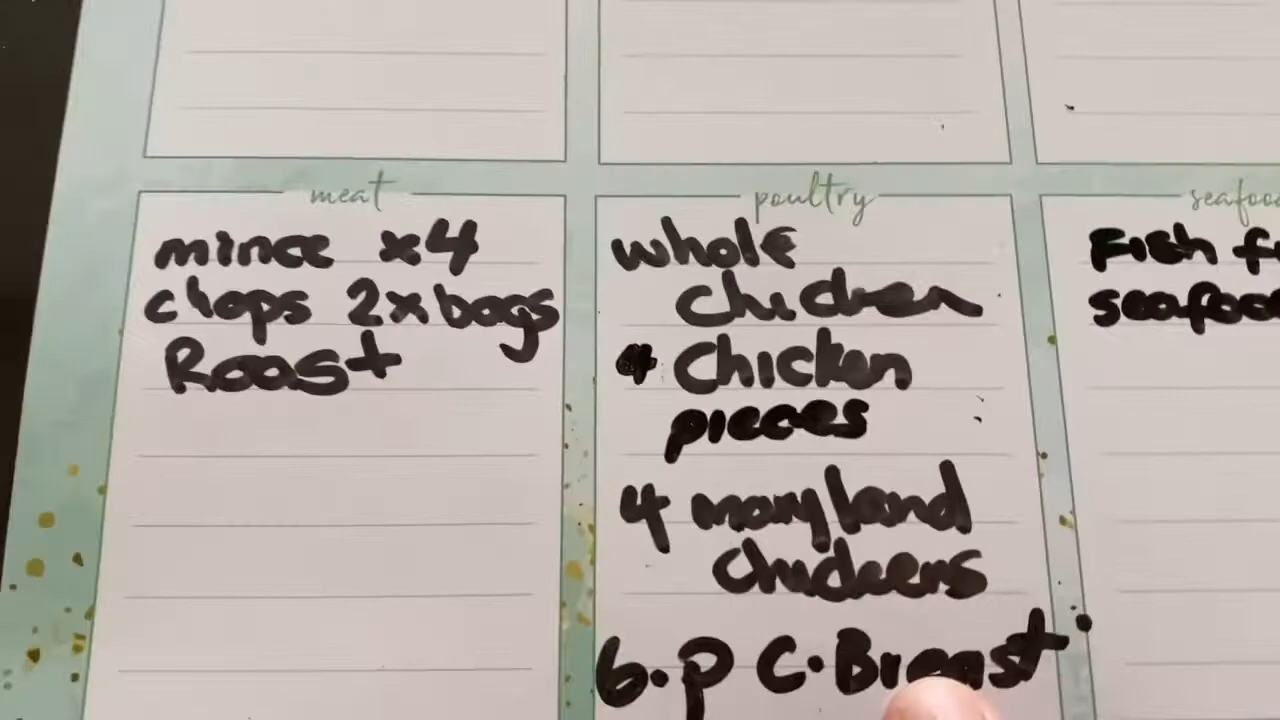 meat
mince x4
chops 2x bags
Roast
poultry
whole
chicken
4 Chicken
pieces
4 maryland
chickens
6.p C.Breast
seafood
Fish
seafood